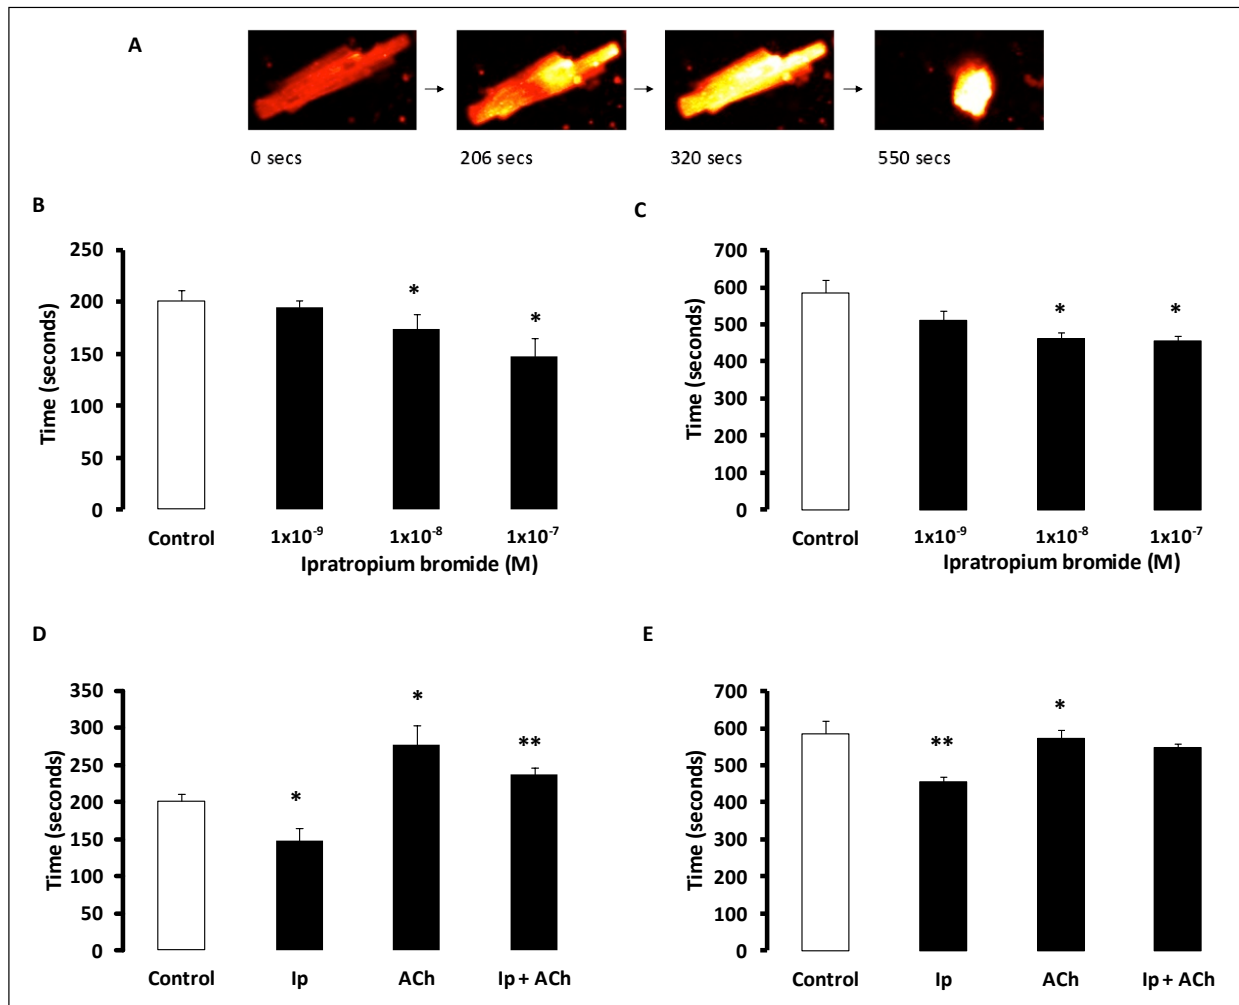 A
0 secs 206 secs 320 secs 550 secs
B
250
200
150
100
50
0
Time (seconds)
* *
Control 1x10⁻⁹ 1x10⁻⁸ 1x10⁻⁷
Ipratropium bromide (M)
C
700
600
500
400
300
200
100
0
Time (seconds)
* *
Control 1x10⁻⁹ 1x10⁻⁸ 1x10⁻⁷
Ipratropium bromide (M)
D
350
300
250
200
150
100
50
0
Time (seconds)
* * **
Control Ip ACh Ip + ACh
E
700
600
500
400
300
200
100
0
Time (seconds)
** *
Control Ip ACh Ip + ACh